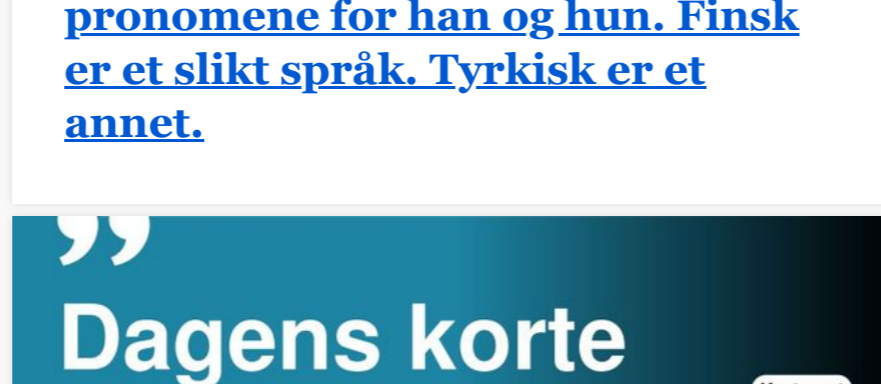 pronomene for han og hun. Finsk
er et slikt språk. Tyrkisk er et
annet.
”
Dagens korte